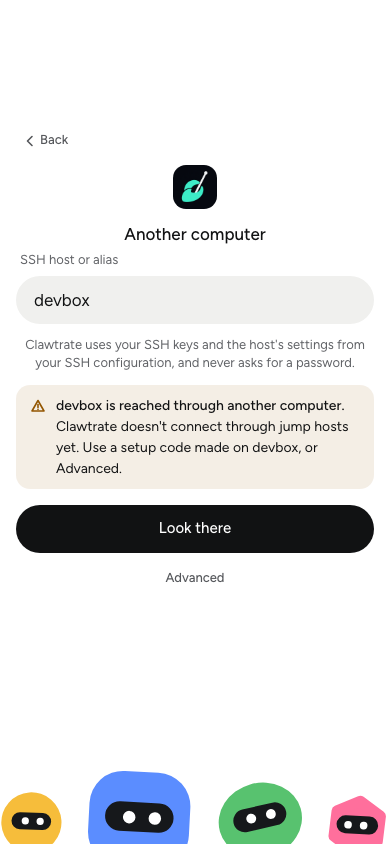 Back
Another computer
SSH host or alias
devbox
Clawtrate uses your SSH keys and the host's settings from
your SSH configuration, and never asks for a password.
devbox is reached through another computer.
Clawtrate doesn't connect through jump hosts
yet. Use a setup code made on devbox, or
Advanced.
Look there
Advanced